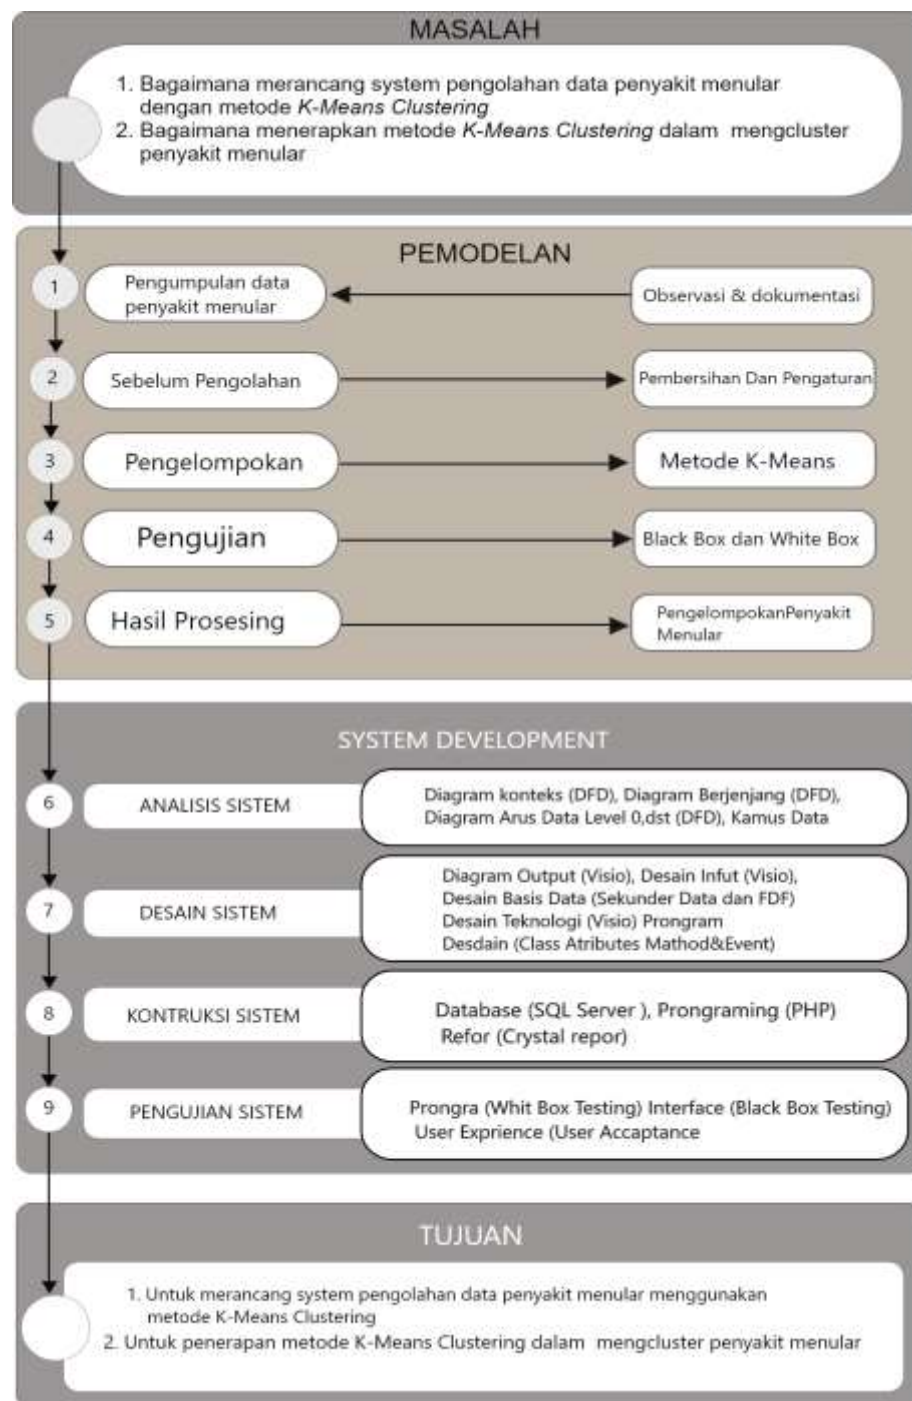 MASALAH
1. Bagaimana merancang system pengolahan data penyakit menular
dengan metode K-Means Clustering
2. Bagaimana menerapkan metode K-Means Clustering dalam mengcluster
penyakit menular
PEMODELAN
1
Pengumpulan data
penyakit menular
Observasi & dokumentasi
2
Sebelum Pengolahan
Pembersihan Dan Pengaturan
3
Pengelompokan
Metode K-Means
4
Pengujian
Black Box dan White Box
5
Hasil Prosesing
PengelompokanPenyakit
Menular
SYSTEM DEVELOPMENT
6
ANALISIS SISTEM
Diagram konteks (DFD), Diagram Berjenjang (DFD),
Diagram Arus Data Level 0,dst (DFD), Kamus Data
7
DESAIN SISTEM
Diagram Output (Visio), Desain Infut (Visio),
Desain Basis Data (Sekunder Data dan FDF)
Desain Teknologi (Visio) Prongram
Desdain (Class Atributes Mathod&Event)
8
KONTRUKSI SISTEM
Database (SQL Server ), Prongraming (PHP)
Refor (Crystal repor)
9
PENGUJIAN SISTEM
Prongra (Whit Box Testing) Interface (Black Box Testing)
User Exprience (User Accaptance
TUJUAN
1. Untuk merancang system pengolahan data penyakit menular menggunakan
metode K-Means Clustering
2. Untuk penerapan metode K-Means Clustering dalam mengcluster penyakit menular